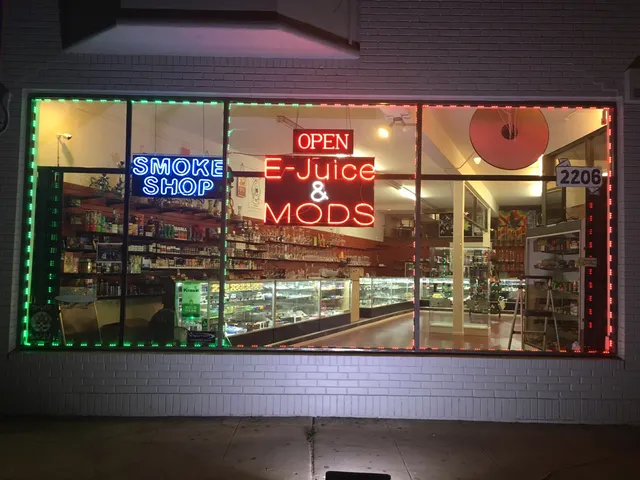 OPEN
SMOKE
SHOP
E-Juice
&
MODS
2206